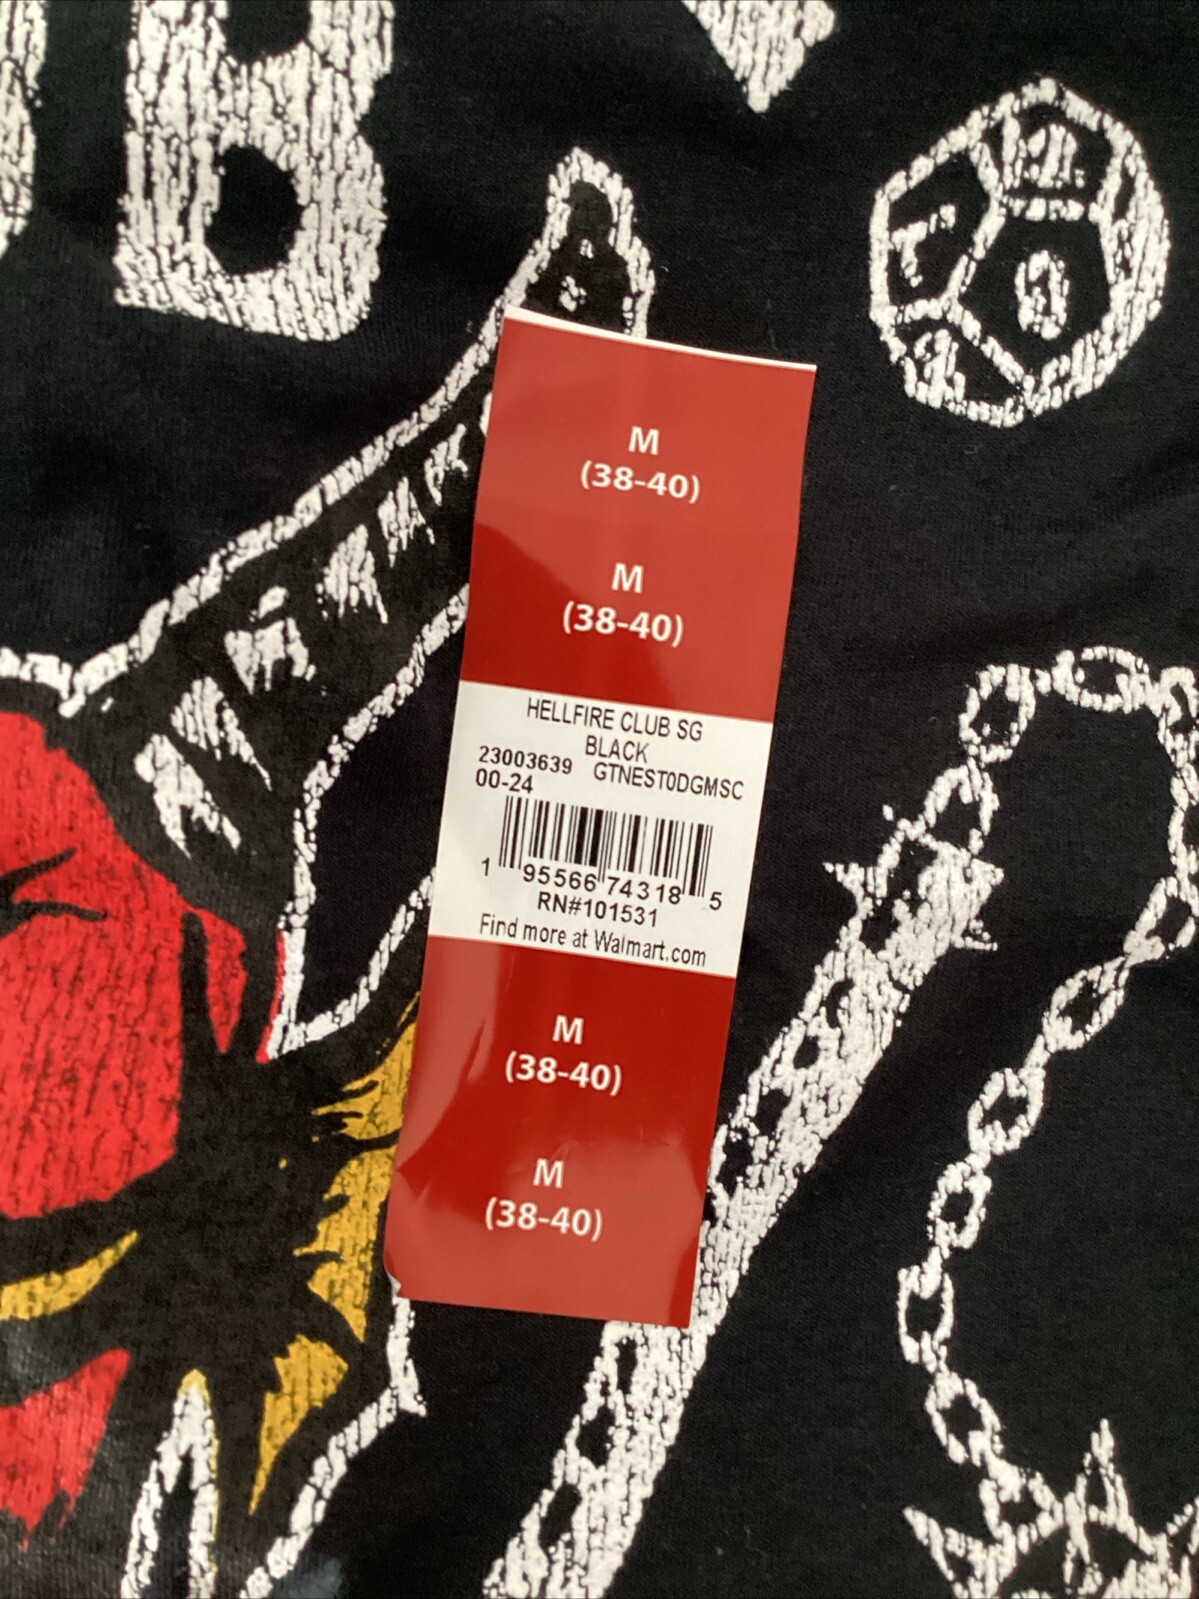 B
M
(38-40)
M
(38-40)
HELLFIRE CLUB SG
BLACK
23003639 GTNEST0DGMSC
00-24
1 95566 74318 5
RN#101531
Find more at Walmart.com
M
(38-40)
M
(38-40)